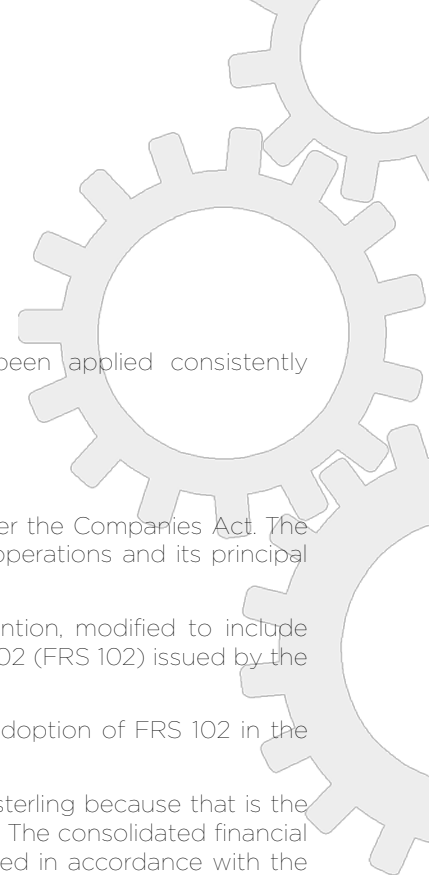 been applied consistently
er the Companies Act. The
operations and its principal
ntion, modified to include
02 (FRS 102) issued by the
doption of FRS 102 in the
sterling because that is the
The consolidated financial
ed in accordance with the